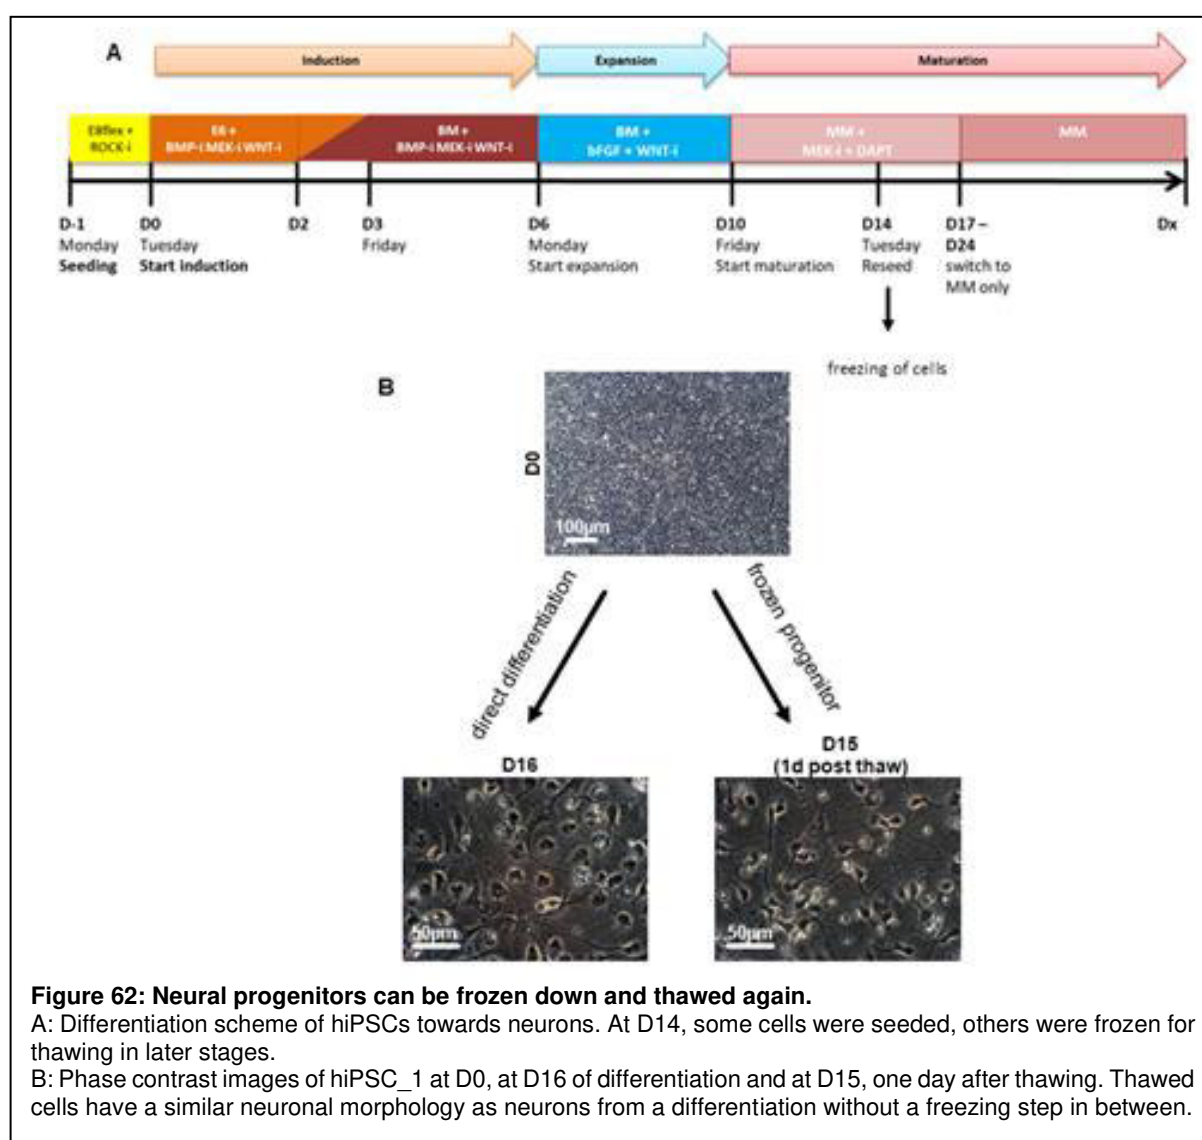 A
Induction
Expansion
Maturation
E8flex +
ROCK-i
E6 +
BMP-i MEK-i WNT-i
BM +
BMP-i MEK-i WNT-i
BM +
bFGF + WNT-i
MM +
MEK-i + DAPT
MM
D-1
Monday
Seeding
D0
Tuesday
Start induction
D2
D3
Friday
D6
Monday
Start expansion
D10
Friday
Start maturation
D14
Tuesday
Reseed
D17 –
D24
switch to
MM only
Dx
freezing of cells
B
D0
100µm
direct differentiation
frozen progenitor
D16
50µm
D15
(1d post thaw)
50µm
Figure 62: Neural progenitors can be frozen down and thawed again.
A: Differentiation scheme of hiPSCs towards neurons. At D14, some cells were seeded, others were frozen for
thawing in later stages.
B: Phase contrast images of hiPSC_1 at D0, at D16 of differentiation and at D15, one day after thawing. Thawed
cells have a similar neuronal morphology as neurons from a differentiation without a freezing step in between.